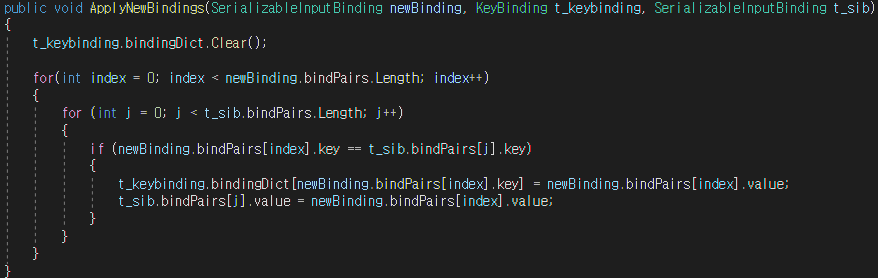 public void ApplyNewBindings(SerializableInputBinding newBinding, KeyBinding t_keybinding, SerializableInputBinding t_sib)
{
t_keybinding.bindingDict.Clear();
for(int index = 0; index < newBinding.bindPairs.Length; index++)
{
for (int j = 0; j < t_sib.bindPairs.Length; j++)
{
if (newBinding.bindPairs[index].key == t_sib.bindPairs[j].key)
{
t_keybinding.bindingDict[newBinding.bindPairs[index].key] = newBinding.bindPairs[index].value;
t_sib.bindPairs[j].value = newBinding.bindPairs[index].value;
}
}
}
}